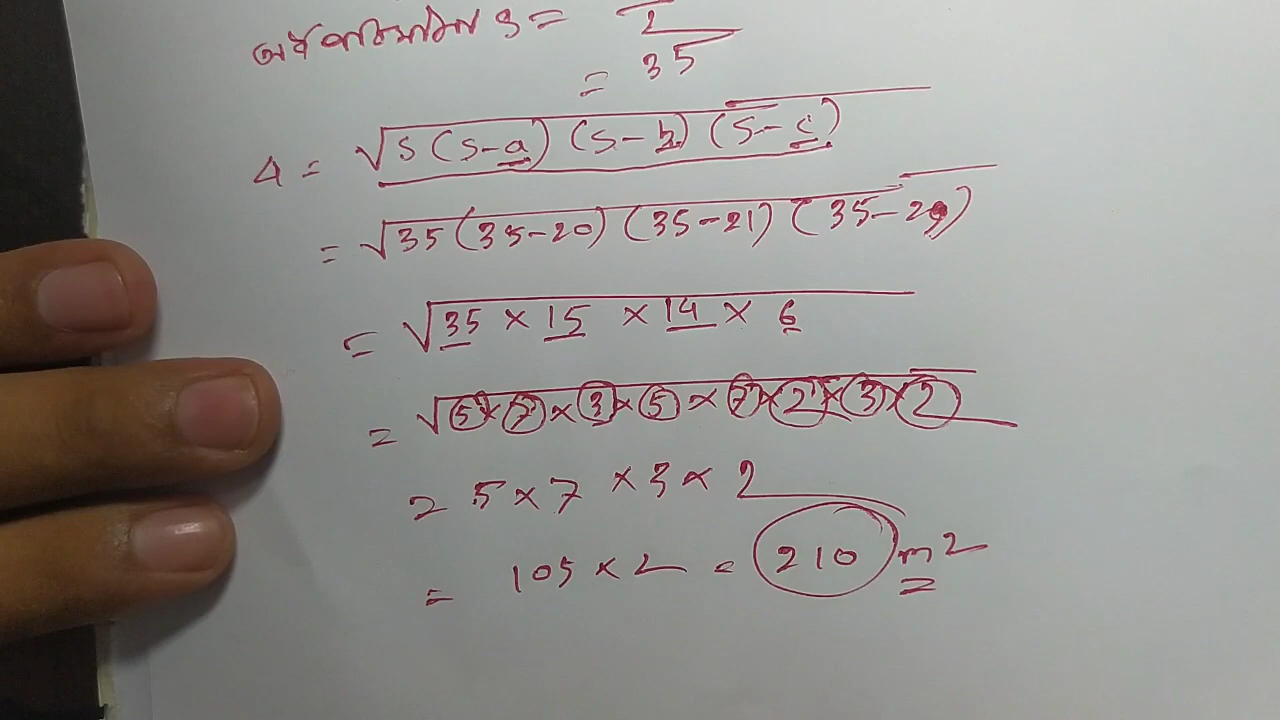 অর্ধপরিসীমা S = 2
= 35
Δ = √S(S-a)(S-b)(S-c)
= √35(35-20)(35-21)(35-29)
= √35 × 15 × 14 × 6
= √5×7×3×5×7×2×3×2
= 5×7×3×2
= 105×2 = 210 m2